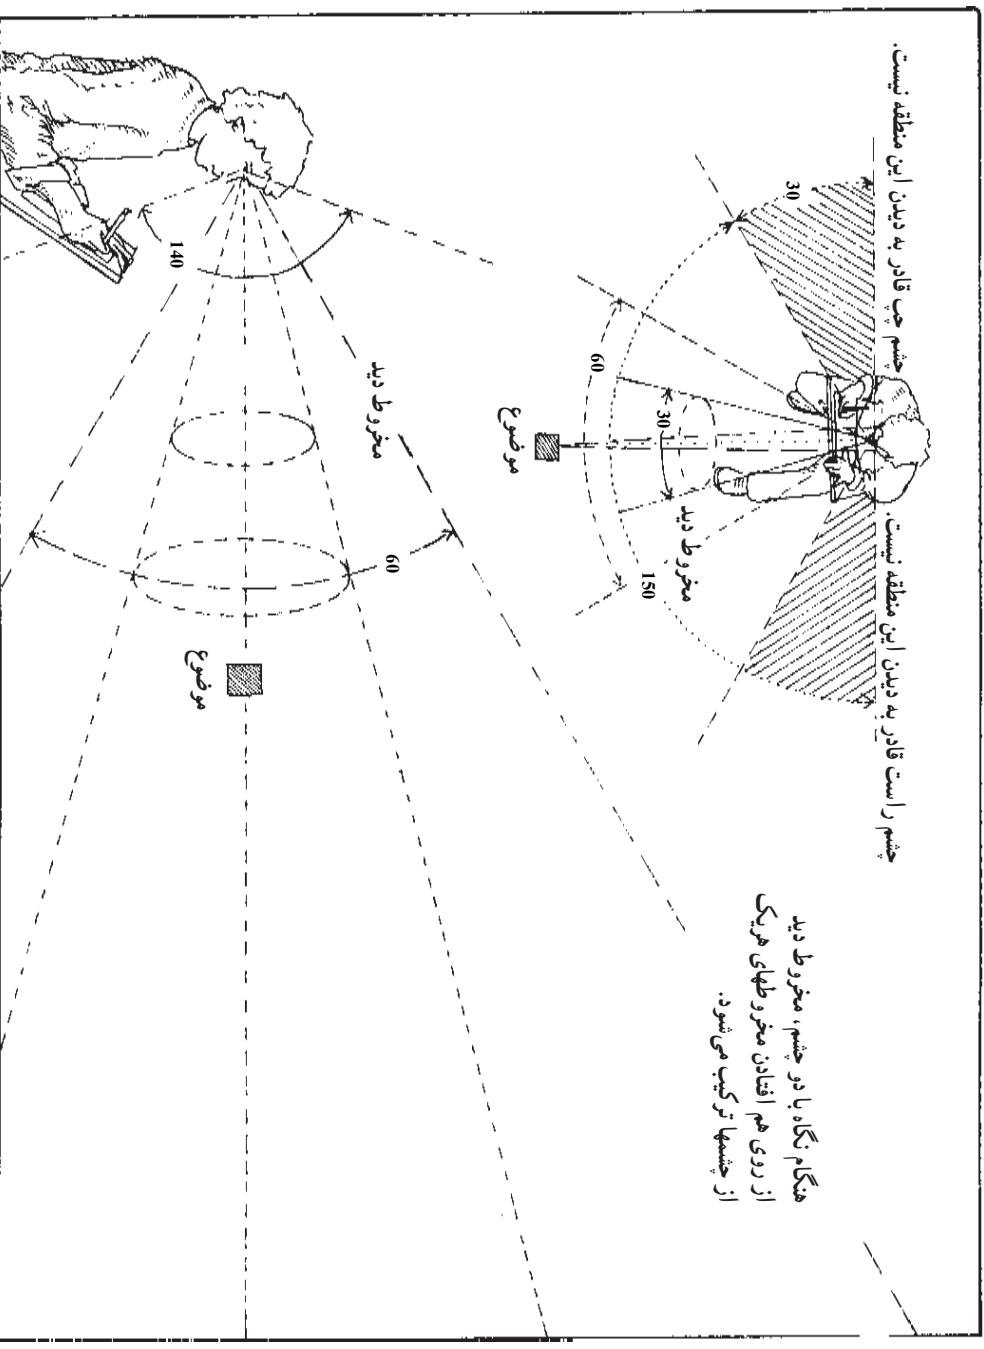 چشم راست قادر به دیدن این منطقه نیست.
چشم چپ قادر به دیدن این منطقه نیست.
هنگام نگاه با دو چشم، مخروط دید
از روی هم افتادن مخروطهای هریک
از چشمها ترکیب می‌شود.
30
مخروط دید
30
150
60
موضوع
مخروط دید
60
140
موضوع